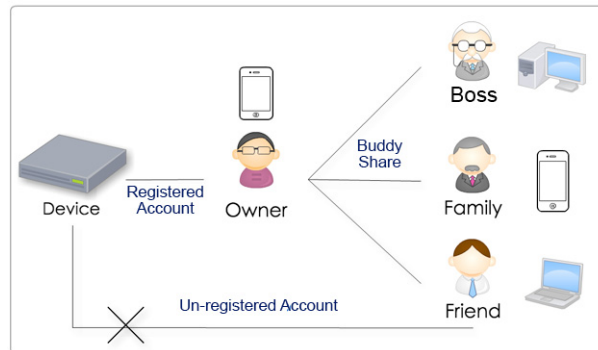 Boss
Buddy
Share
Device
Registered
Account
Owner
Family
Un-registered Account
Friend